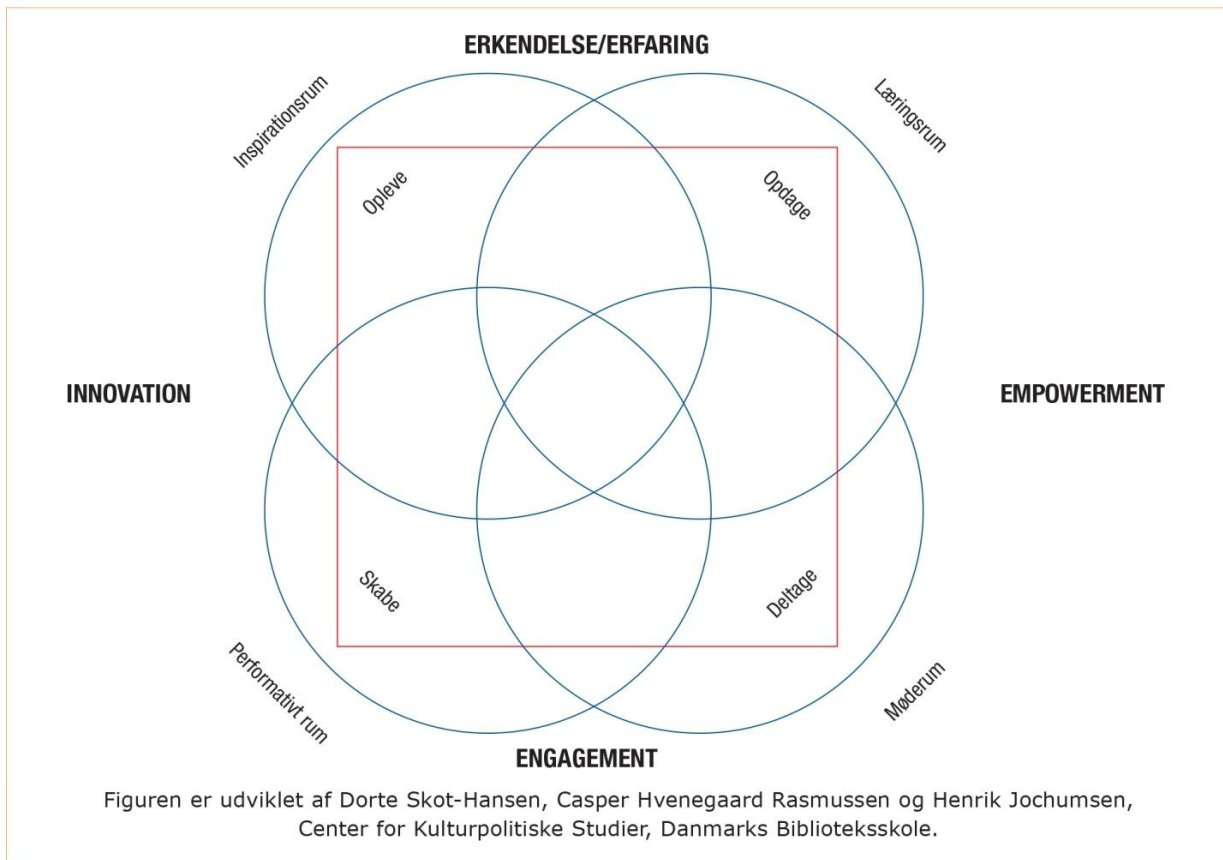 ERKENDELSE/ERFARING
Inspirationsrum
Læringsrum
Opleve
Opdage
INNOVATION
EMPOWERMENT
Skabe
Deltage
Performativt rum
Møderum
ENGAGEMENT
Figuren er udviklet af Dorte Skot-Hansen, Casper Hvenegaard Rasmussen og Henrik Jochumsen,
Center for Kulturpolitiske Studier, Danmarks Biblioteksskole.